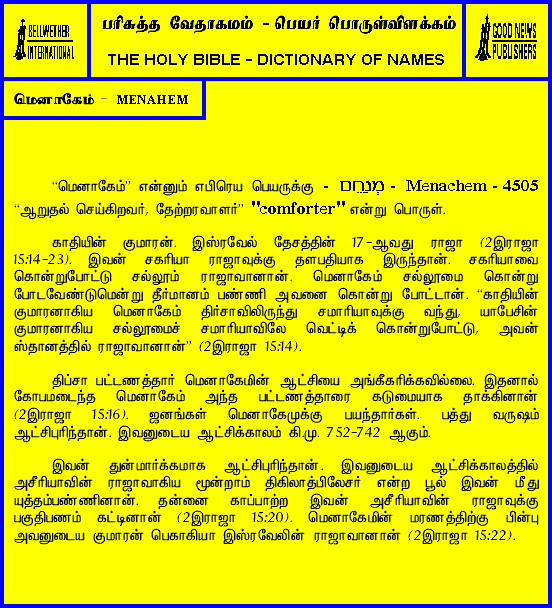 BELLWETHER
INTERNATIONAL
பரிசுத்த வேதாகமம் - பெயர் பொருள்விளக்கம்
THE HOLY BIBLE - DICTIONARY OF NAMES
GOOD NEWS
PUBLISHERS
மெனாகேம் - MENAHEM
“மெனாகேம்” என்னும் எபிரெய பெயருக்கு - מְנַחֵם - Menachem - 4505
“ஆறுதல் செய்கிறவர், தேற்றரவாளர்” "comforter" என்று பொருள்.
காதியின் குமாரன். இஸ்ரவேல் தேசத்தின் 17-ஆவது ராஜா (2இராஜா
15:14-23). இவன் சகரியா ராஜாவுக்கு தளபதியாக இருந்தான். சகரியாவை
கொன்றுபோட்டு சல்லூம் ராஜாவானான். மெனாகேம் சல்லூமை கொன்று
போடவேண்டுமென்று தீர்மானம் பண்ணி அவனை கொன்று போட்டான். “காதியின்
குமாரனாகிய மெனாகேம் திர்சாவிலிருந்து சமாரியாவுக்கு வந்து, யாபேசின்
குமாரனாகிய சல்லூமைச் சமாரியாவிலே வெட்டிக் கொன்றுபோட்டு, அவன்
ஸ்தானத்தில் ராஜாவானான்” (2இராஜா 15:14).
திப்சா பட்டணத்தார் மெனாகேமின் ஆட்சியை அங்கீகரிக்கவில்லை. இதனால்
கோபமடைந்த மெனாகேம் அந்த பட்டணத்தாரை கடுமையாக தாக்கினான்
(2இராஜா 15:16). ஜனங்கள் மெனாகேமுக்கு பயந்தார்கள். பத்து வருஷம்
ஆட்சிபுரிந்தான். இவனுடைய ஆட்சிக்காலம் கி.மு. 752-742 ஆகும்.
இவன் துன்மார்க்கமாக ஆட்சிபுரிந்தான். இவனுடைய ஆட்சிக்காலத்தில்
அசீரியாவின் ராஜாவாகிய மூன்றாம் திகிலாத்பிலேசர் என்ற பூல் இவன் மீது
யுத்தம்பண்ணினான். தன்னை காப்பாற்ற இவன் அசீரியாவின் ராஜாவுக்கு
பகுதிபணம் கட்டினான் (2இராஜா 15:20). மெனாகேமின் மரணத்திற்கு பின்பு
அவனுடைய குமாரன் பெகாகியா இஸ்ரவேலின் ராஜாவானான் (2இராஜா 15:22).